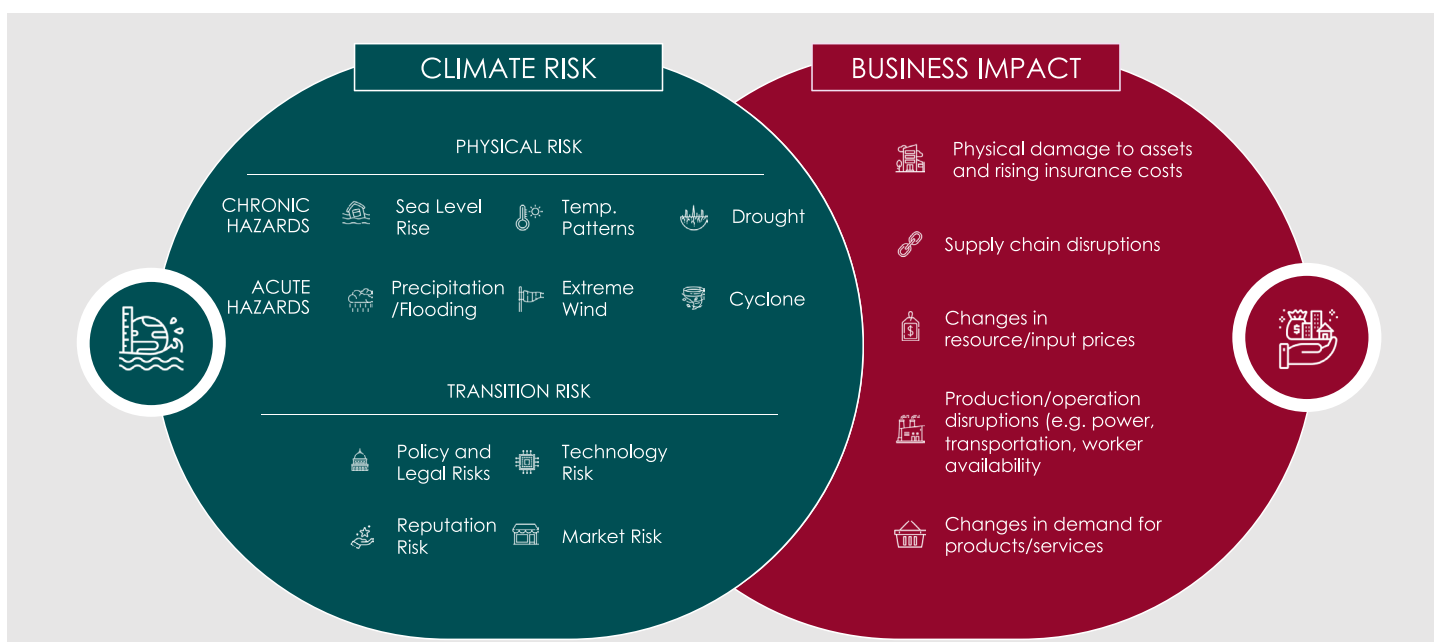 CLIMATE RISK
PHYSICAL RISK
CHRONIC
HAZARDS
Sea Level
Rise
Temp.
Patterns
Drought
ACUTE
HAZARDS
Precipitation
/Flooding
Extreme
Wind
Cyclone
TRANSITION RISK
Policy and
Legal Risks
Technology
Risk
Reputation
Risk
Market Risk
BUSINESS IMPACT
Physical damage to assets
and rising insurance costs
Supply chain disruptions
Changes in
resource/input prices
Production/operation
disruptions (e.g. power,
transportation, worker
availability
Changes in demand for
products/services